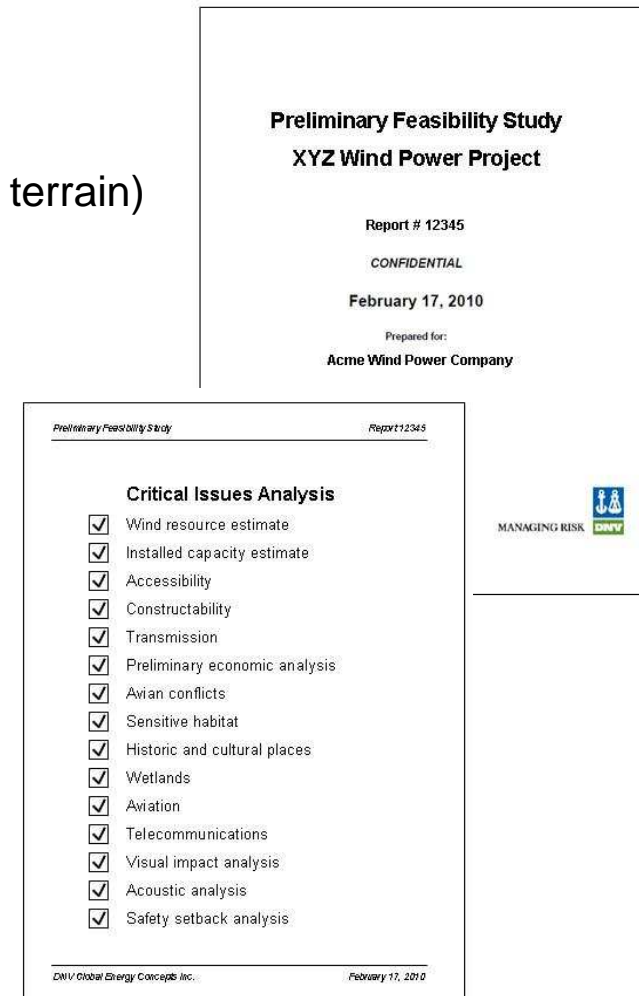 terrain)
Preliminary Feasibility Study
XYZ Wind Power Project
Report # 12345
CONFIDENTIAL
February 17, 2010
Prepared for:
Acme Wind Power Company
MANAGING RISK
DNV
Preliminary Feasibility Study Report 12345
Critical Issues Analysis
Wind resource estimate
Installed capacity estimate
Accessibility
Constructability
Transmission
Preliminary economic analysis
Avian conflicts
Sensitive habitat
Historic and cultural places
Wetlands
Aviation
Telecommunications
Visual impact analysis
Acoustic analysis
Safety setback analysis
DNV Global Energy Concepts Inc. February 17, 2010